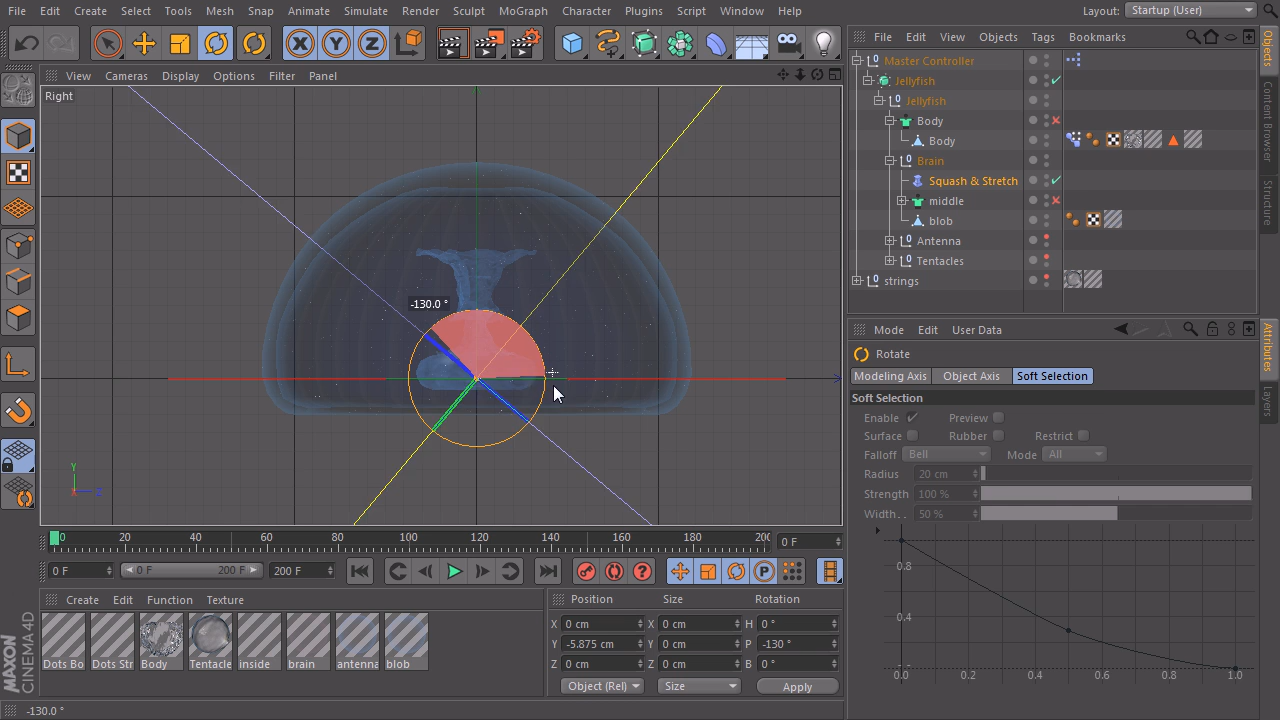 File Edit Create Select Tools Mesh Snap Animate Simulate Render Sculpt MoGraph Character Plugins Script Window Help Layout: Startup (User)
View Cameras Display Options Filter Panel
Right
-130.0 °
Y
Z
0 20 40 60 80 100 120 140 160 180 200 0 F
0 F 0 F 200 F 200 F
Create Edit Function Texture
Dots Bo Dots Str Body Tentacle inside brain antenna blob
MAXON CINEMA 4D
Position Size Rotation
X 0 cm X 0 cm H 0 °
Y -5.875 cm Y 0 cm P -130 °
Z 0 cm Z 0 cm B 0 °
Object (Rel) Size Apply
-130.0 °
File Edit View Objects Tags Bookmarks
Master Controller
Jellyfish
Jellyfish
Body
Body
Brain
Squash & Stretch
middle
blob
Antenna
Tentacles
strings
Mode Edit User Data
Rotate
Modeling Axis Object Axis Soft Selection
Soft Selection
Enable Preview
Surface Rubber Restrict
Falloff Bell Mode All
Radius 20 cm
Strength 100 %
Width.. 50 %
0.8
0.4
0.0 0.2 0.4 0.6 0.8 1.0
Objects
Content Browser
Structure
Attributes
Layers